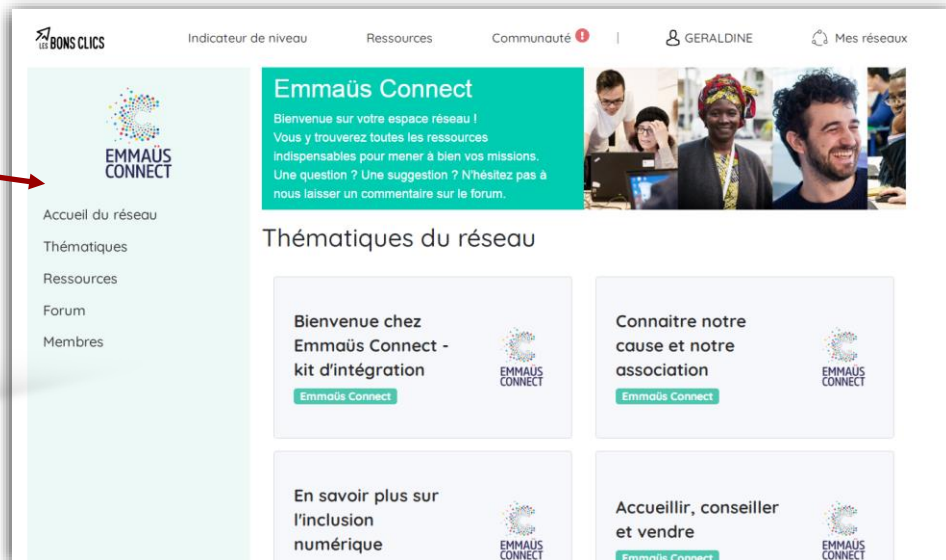 LES BONS CLICS
Indicateur de niveau
Ressources
Communauté !
|
GERALDINE
Mes réseaux
EMMAÜS
CONNECT
Accueil du réseau
Thématiques
Ressources
Forum
Membres
Emmaüs Connect
Bienvenue sur votre espace réseau !
Vous y trouverez toutes les ressources
indispensables pour mener à bien vos missions.
Une question ? Une suggestion ? N'hésitez pas à
nous laisser un commentaire sur le forum.
Thématiques du réseau
Bienvenue chez
Emmaüs Connect -
kit d'intégration
Emmaüs Connect
EMMAÜS
CONNECT
Connaitre notre
cause et notre
association
Emmaüs Connect
EMMAÜS
CONNECT
En savoir plus sur
l'inclusion
numérique
EMMAÜS
CONNECT
Accueillir, conseiller
et vendre
Emmaüs Connect
EMMAÜS
CONNECT